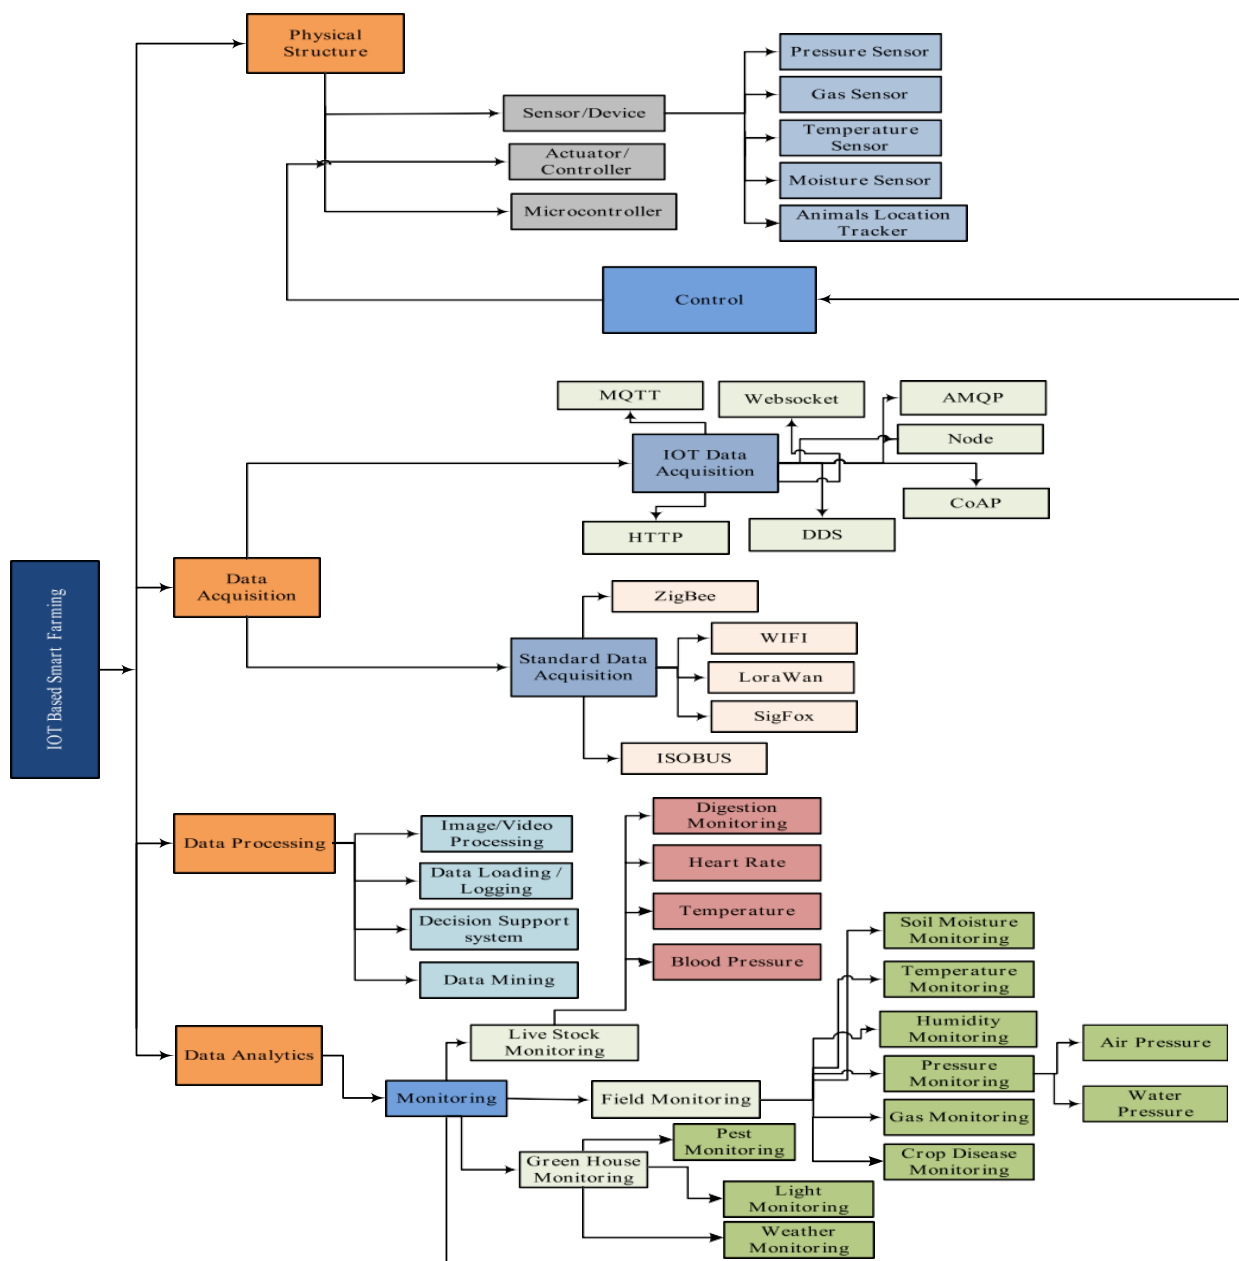 Physical
Structure
Pressure Sensor
Gas Sensor
Sensor/Device
Temperature
Sensor
Actuator/
Controller
Moisture Sensor
Microcontroller
Animals Location
Tracker
Control
MQTT
Websocket
AMQP
Node
IOT Data
Acquisition
CoAP
HTTP
DDS
IOT Based Smart Farming
Data
Acquisition
ZigBee
WIFI
Standard Data
Acquisition
LoraWan
SigFox
ISOBUS
Data Processing
Image/Video
Processing
Data Loading /
Logging
Decision Support
system
Data Mining
Digestion
Monitoring
Heart Rate
Temperature
Blood Pressure
Data Analytics
Live Stock
Monitoring
Monitoring
Field Monitoring
Soil Moisture
Monitoring
Temperature
Monitoring
Humidity
Monitoring
Pressure
Monitoring
Air Pressure
Water
Pressure
Gas Monitoring
Crop Disease
Monitoring
Green House
Monitoring
Pest
Monitoring
Light
Monitoring
Weather
Monitoring